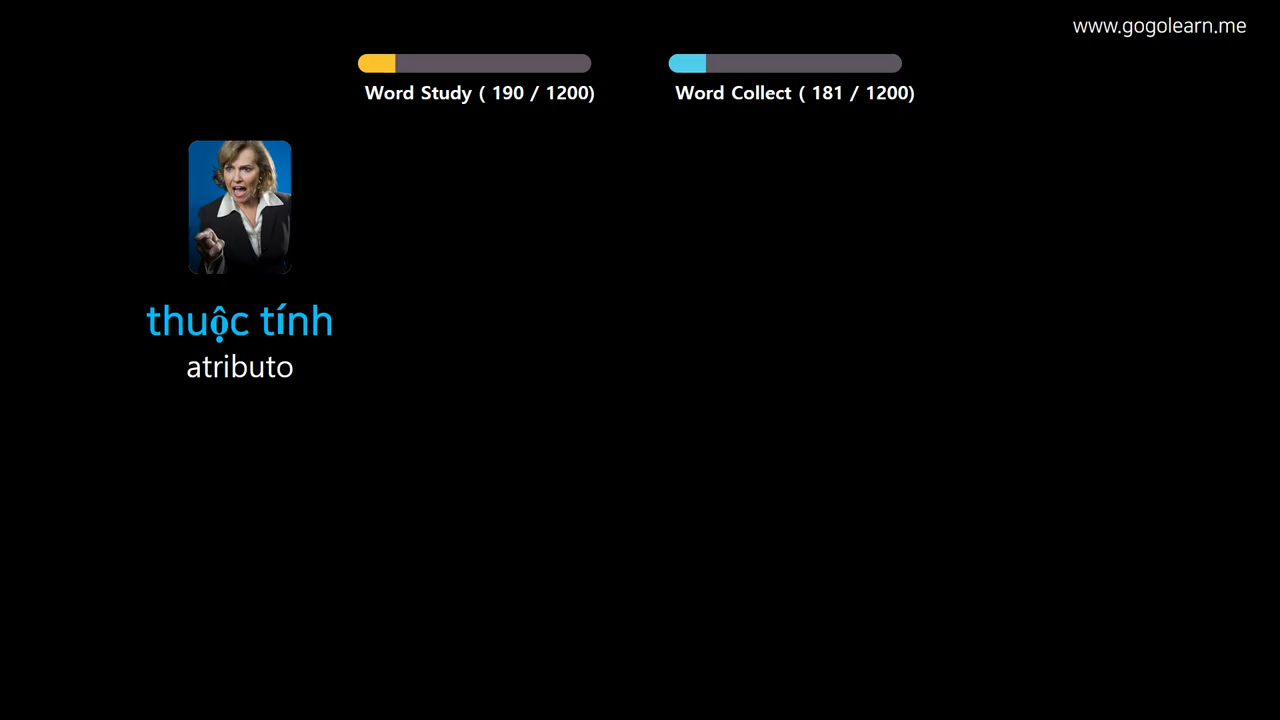 www.gogolearn.me
Word Study ( 190 / 1200)
Word Collect ( 181 / 1200)
thuộc tính
atributo